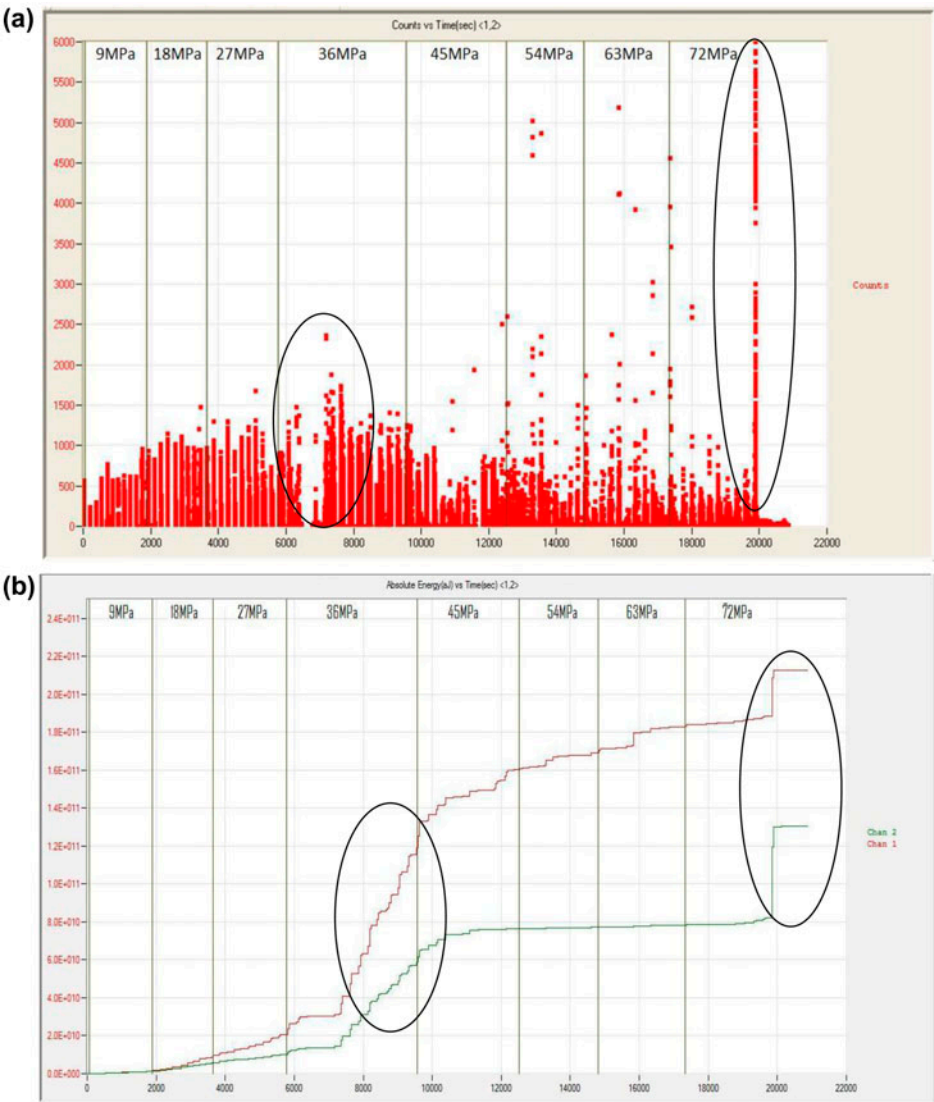 (a)
Counts vs Time(sec) <1,2>
9MPa 18MPa 27MPa 36MPa 45MPa 54MPa 63MPa 72MPa
6000
5500
5000
4500
4000
3500
3000
2500
2000
1500
1000
500
0
Counts
0 2000 4000 6000 8000 10000 12000 14000 16000 18000 20000 22000
(b)
Absolute Energy(aJ) vs Time(sec) <1,2>
9MPa 18MPa 27MPa 36MPa 45MPa 54MPa 63MPa 72MPa
2.4E+011
2.2E+011
2.0E+011
1.8E+011
1.6E+011
1.4E+011
1.2E+011
1.0E+011
8.0E+010
6.0E+010
4.0E+010
2.0E+010
0.0E+000
Chan 2
Chan 1
0 2000 4000 6000 8000 10000 12000 14000 16000 18000 20000 22000